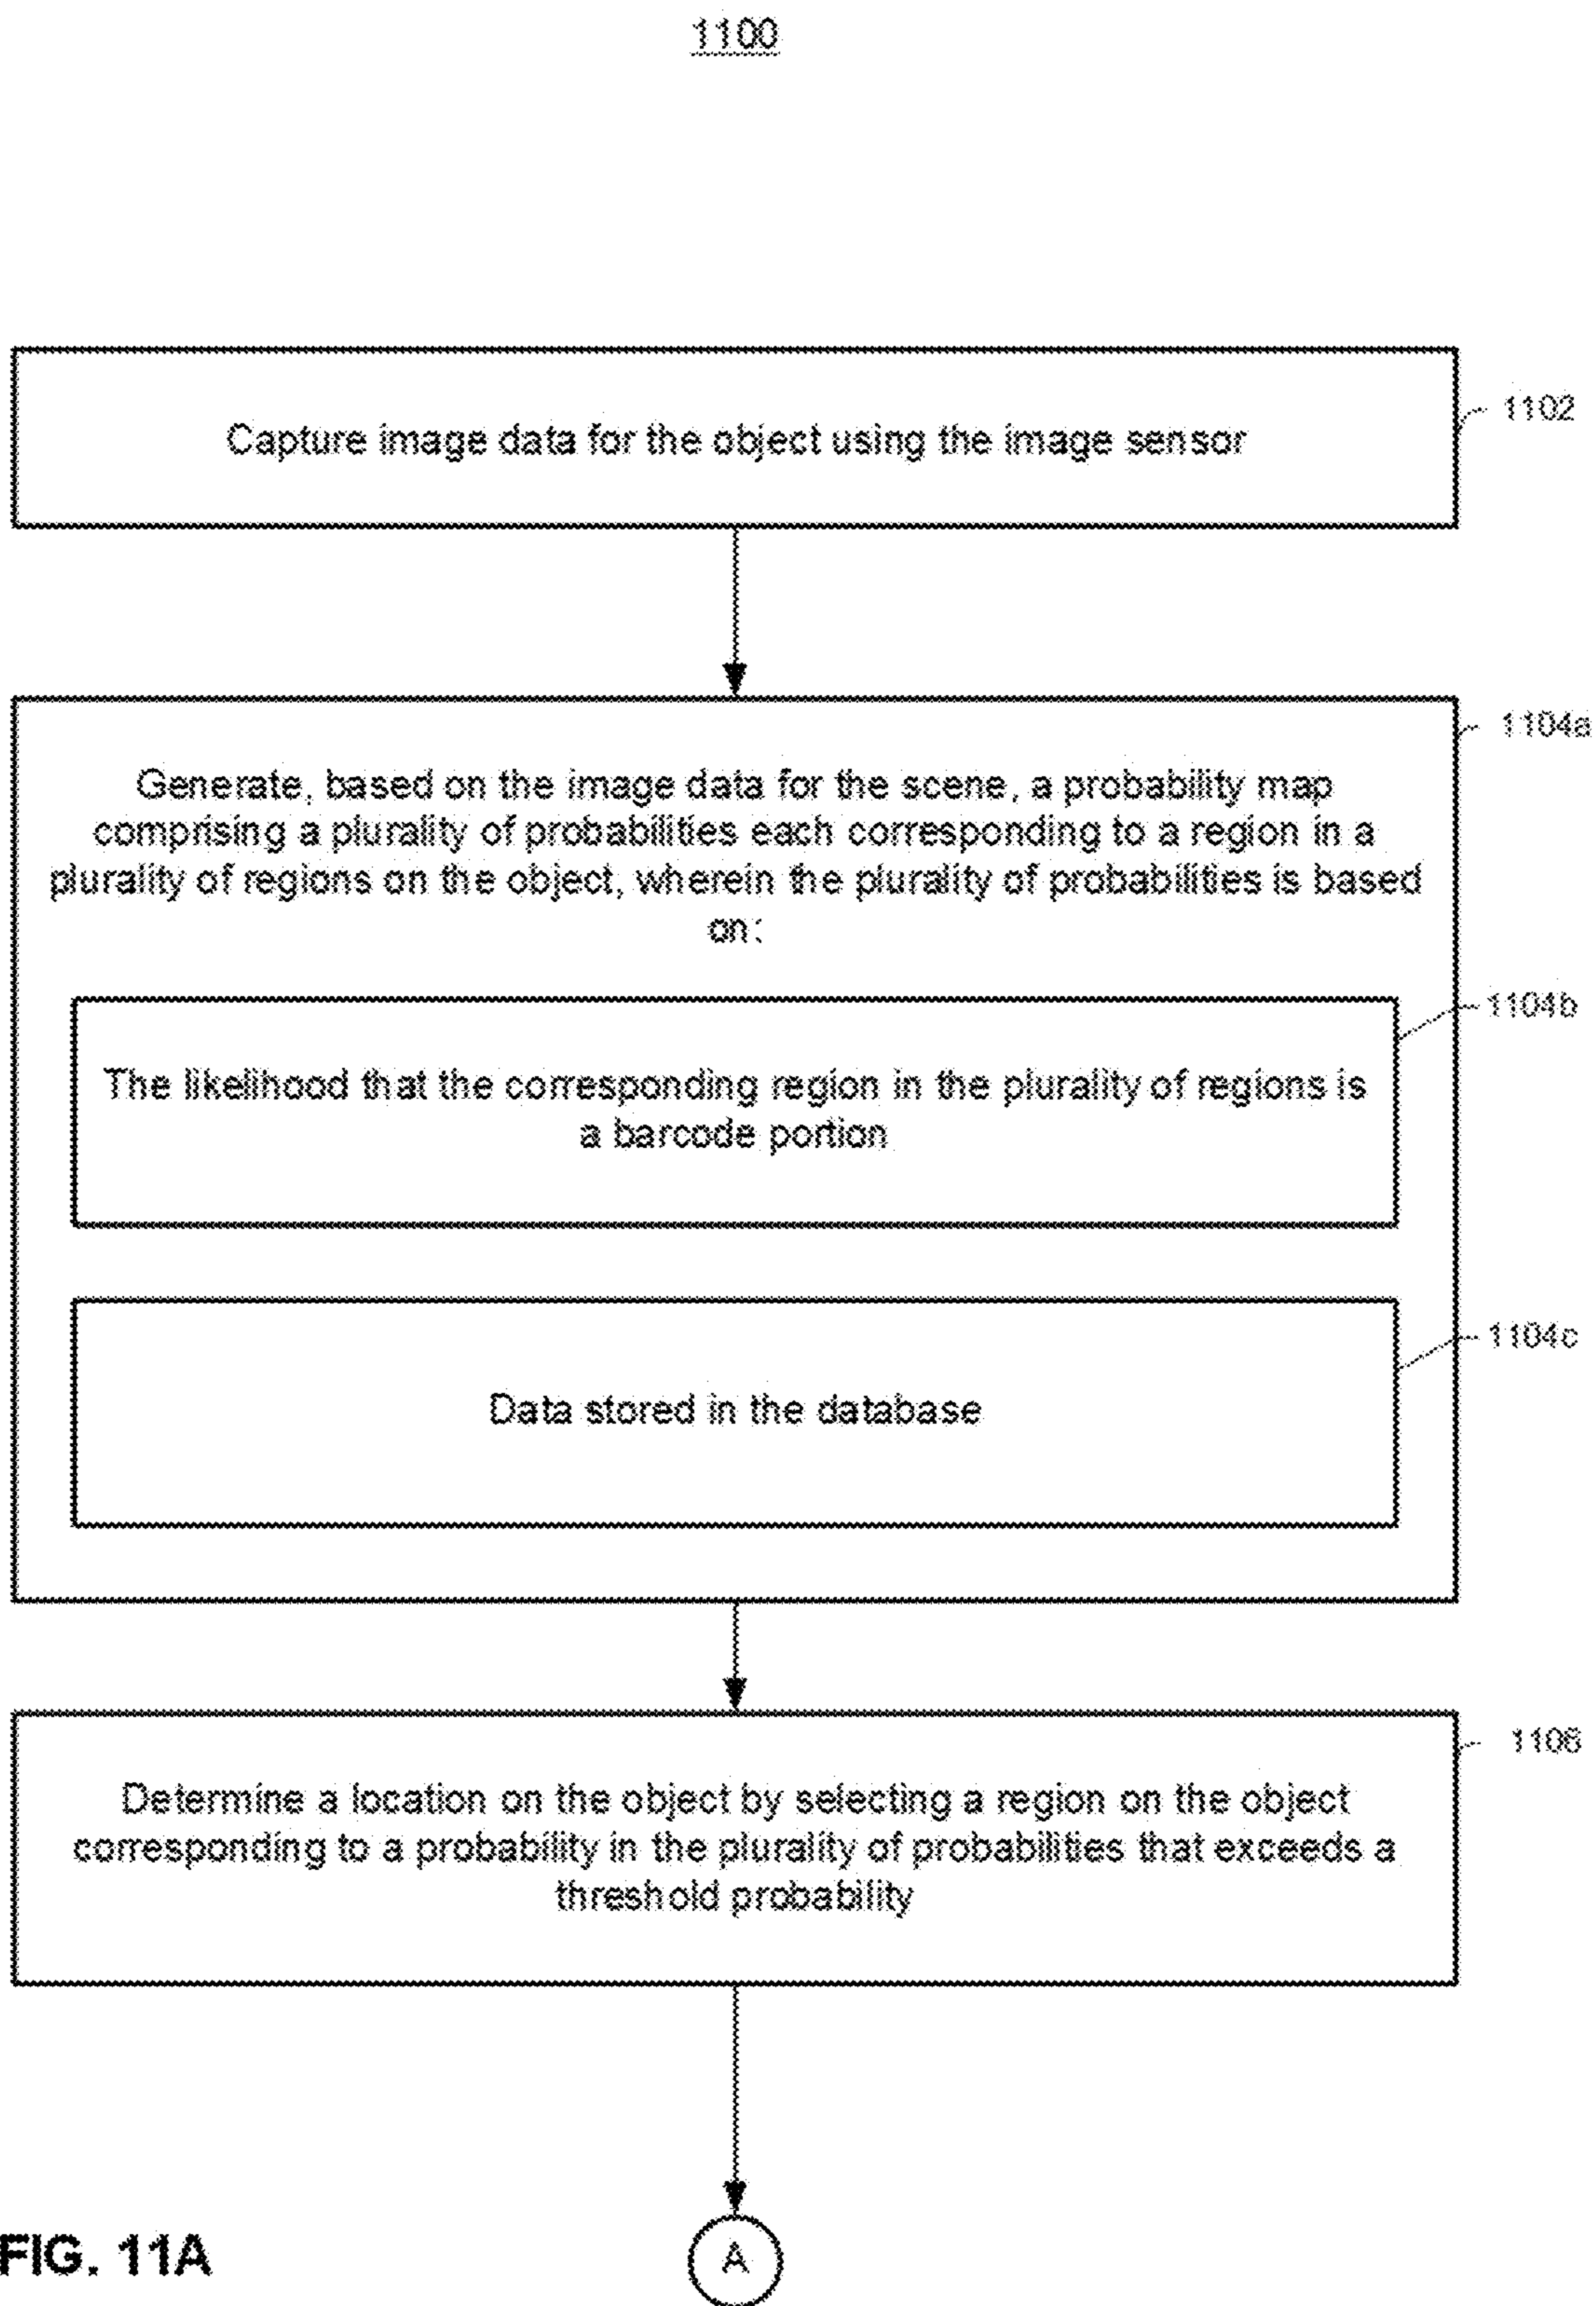 1100
Capture image data for the object using the image sensor
1102
1104a
Generate, based on the image data for the scene, a probability map
comprising a plurality of probabilities each corresponding to a region in a
plurality of regions on the object, wherein the plurality of probabilities is based
on:
1104b
The likelihood that the corresponding region in the plurality of regions is
a barcode portion
1104c
Data stored in the database
1106
Determine a location on the object by selecting a region on the object
corresponding to a probability in the plurality of probabilities that exceeds a
threshold probability
A
FIG. 11A